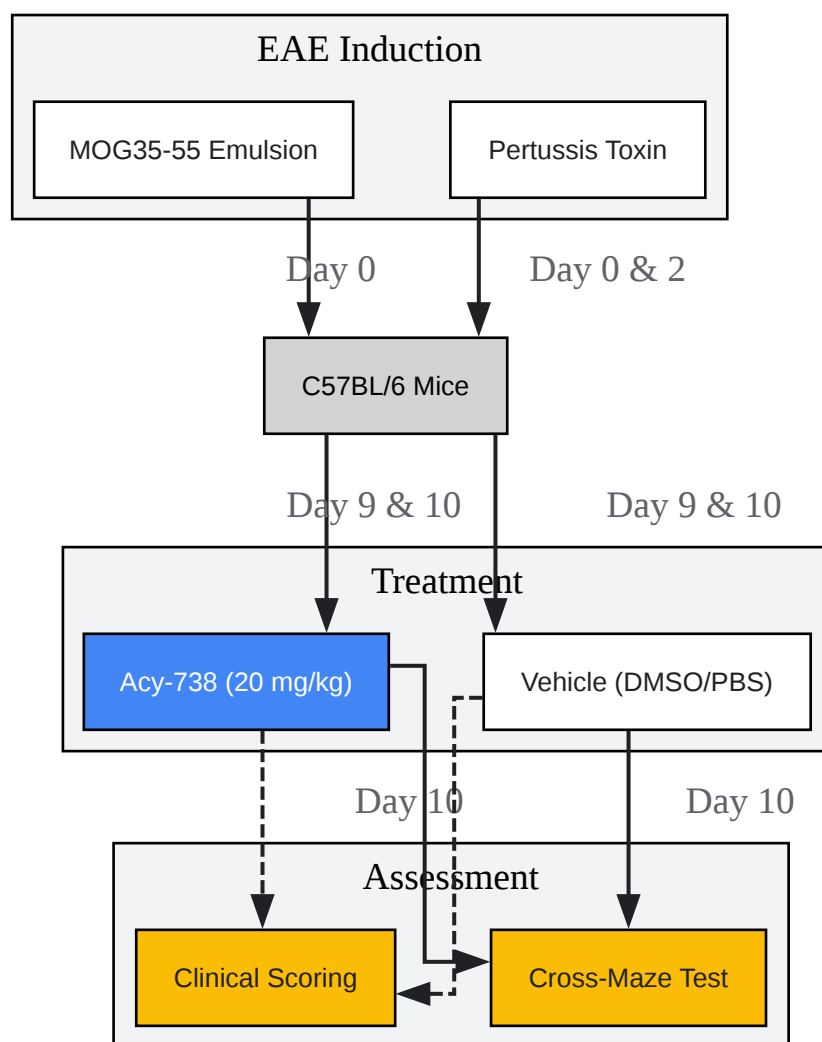 EAE Induction
MOG35-55 Emulsion
Pertussis Toxin
Day 0
Day 0 & 2
C57BL/6 Mice
Day 9 & 10
Day 9 & 10
Treatment
Acy-738 (20 mg/kg)
Vehicle (DMSO/PBS)
Day 10
Day 10
Assessment
Clinical Scoring
Cross-Maze Test